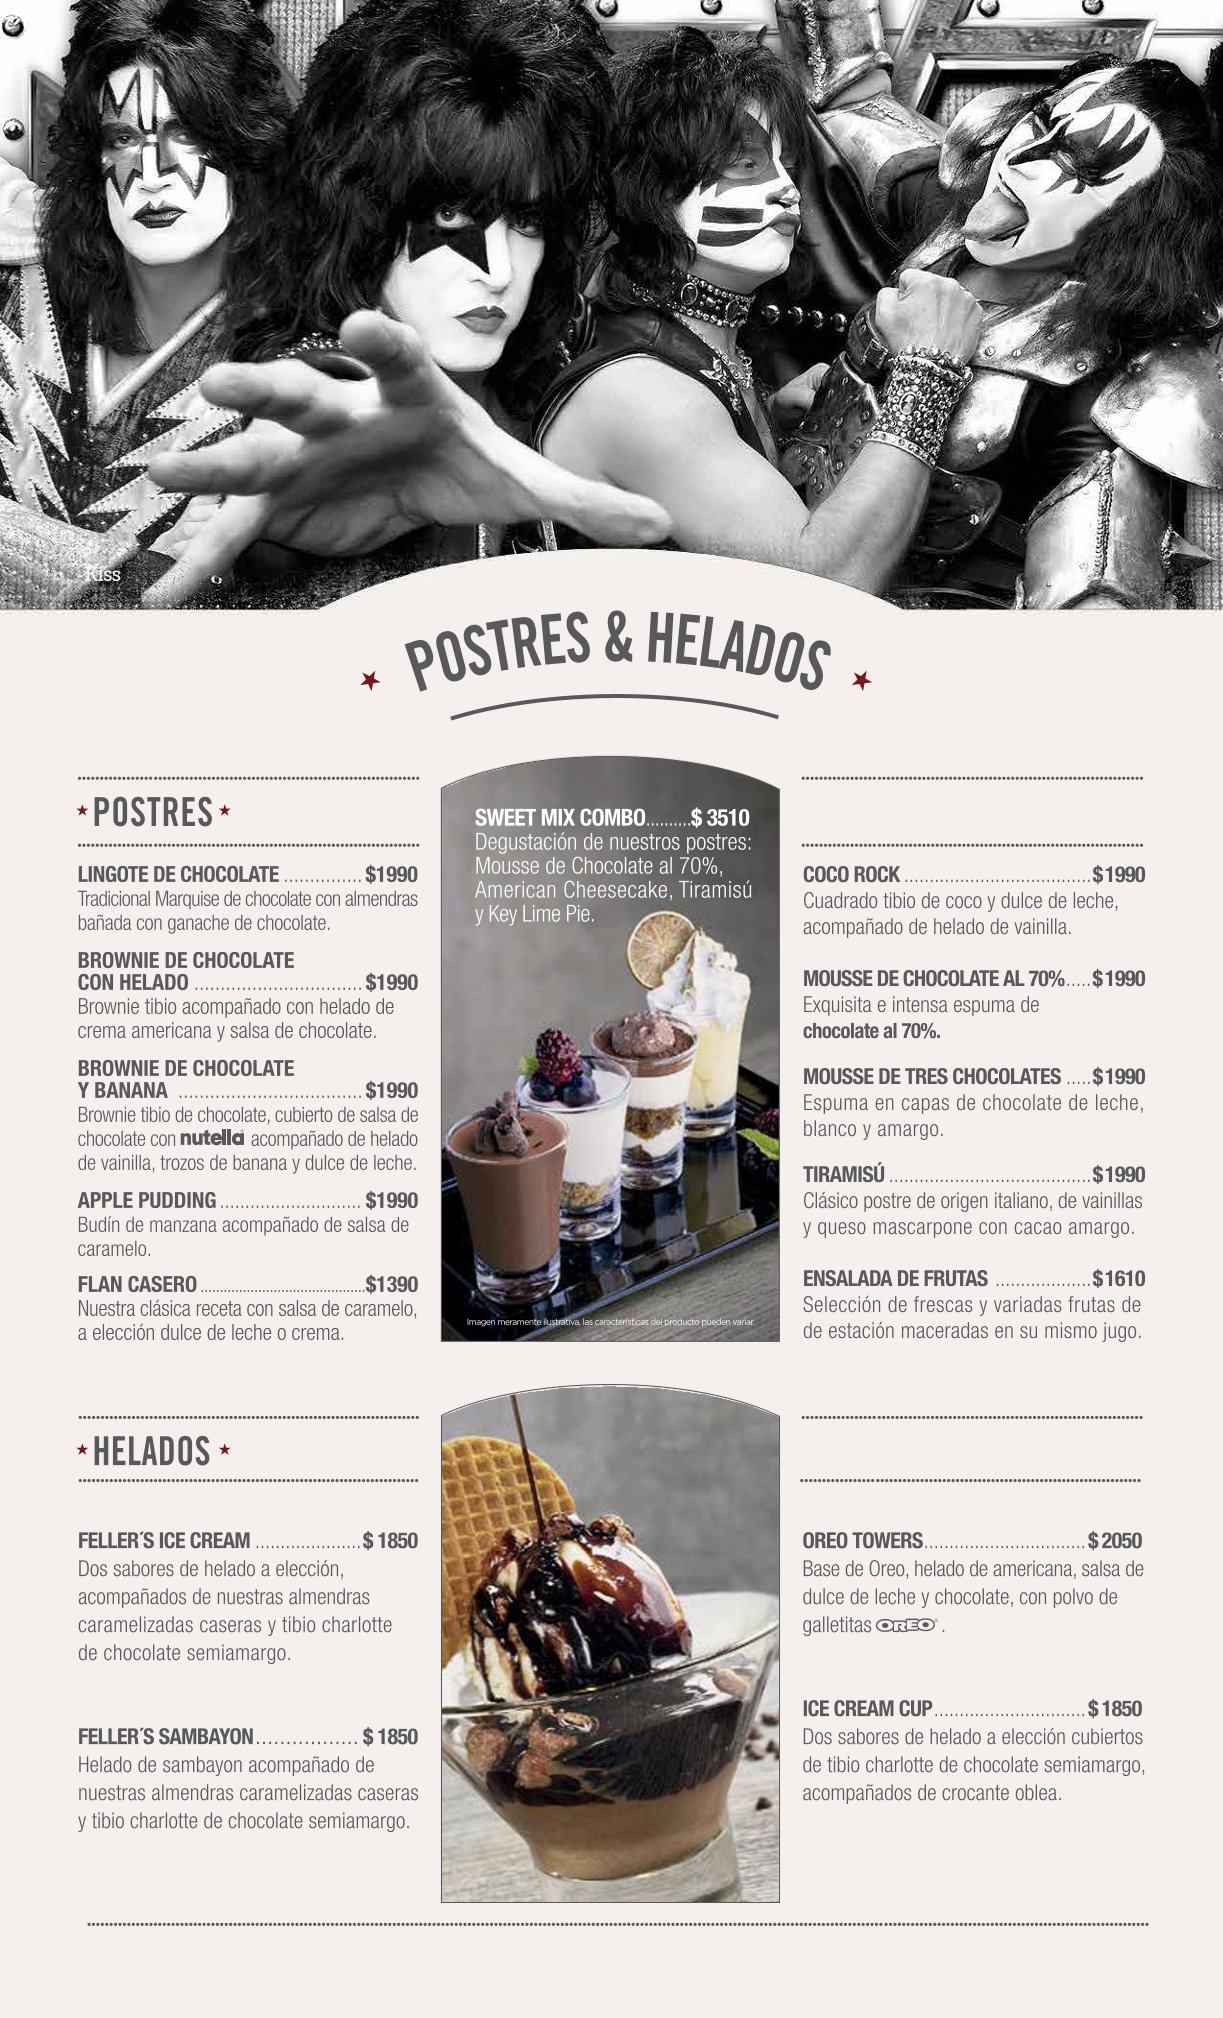 Kiss
POSTRES & HELADOS
POSTRES
LINGOTE DE CHOCOLATE ............... $1990
Tradicional Marquise de chocolate con almendras
bañada con ganache de chocolate.
BROWNIE DE CHOCOLATE
CON HELADO ................................. $1990
Brownie tibio acompañado con helado de
crema americana y salsa de chocolate.
BROWNIE DE CHOCOLATE
Y BANANA .................................... $1990
Brownie tibio de chocolate, cubierto de salsa de
chocolate con nutella acompañado de helado
de vainilla, trozos de banana y dulce de leche.
APPLE PUDDING ............................ $1990
Budín de manzana acompañado de salsa de
caramelo.
FLAN CASERO ............................................$1390
Nuestra clásica receta con salsa de caramelo,
a elección dulce de leche o crema.
SWEET MIX COMBO..........$ 3510
Degustación de nuestros postres:
Mousse de Chocolate al 70%,
American Cheesecake, Tiramisú
y Key Lime Pie.
Imagen meramente ilustrativa, las características del producto pueden variar.
COCO ROCK .....................................$1990
Cuadrado tibio de coco y dulce de leche,
acompañado de helado de vainilla.
MOUSSE DE CHOCOLATE AL 70%.....$1990
Exquisita e intensa espuma de
chocolate al 70%.
MOUSSE DE TRES CHOCOLATES .....$1990
Espuma en capas de chocolate de leche,
blanco y amargo.
TIRAMISÚ ........................................$1990
Clásico postre de origen italiano, de vainillas
y queso mascarpone con cacao amargo.
ENSALADA DE FRUTAS ...................$1610
Selección de frescas y variadas frutas de
de estación maceradas en su mismo jugo.
HELADOS
FELLER´S ICE CREAM .....................$ 1850
Dos sabores de helado a elección,
acompañados de nuestras almendras
caramelizadas caseras y tibio charlotte
de chocolate semiamargo.
FELLER´S SAMBAYON................. $ 1850
Helado de sambayon acompañado de
nuestras almendras caramelizadas caseras
y tibio charlotte de chocolate semiamargo.
OREO TOWERS................................ $ 2050
Base de Oreo, helado de americana, salsa de
dulce de leche y chocolate, con polvo de
galletitas OREO .
ICE CREAM CUP.............................. $ 1850
Dos sabores de helado a elección cubiertos
de tibio charlotte de chocolate semiamargo,
acompañados de crocante oblea.